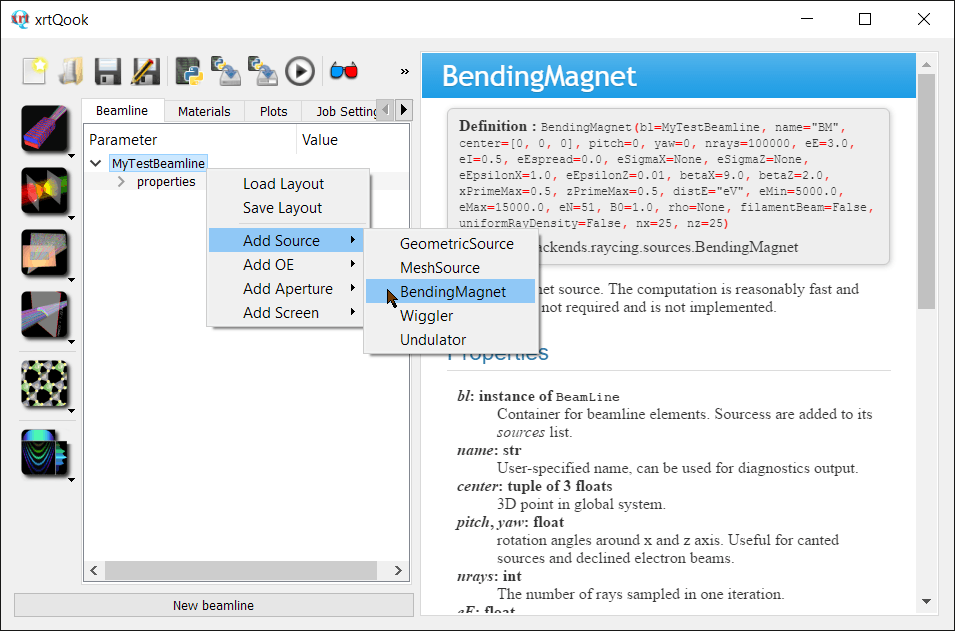 xrtQook
»
Beamline
Materials
Plots
Job Setting
Parameter
Value
MyTestBeamline
properties
Load Layout
Save Layout
Add Source
Add OE
Add Aperture
Add Screen
GeometricSource
MeshSource
BendingMagnet
Wiggler
Undulator
New beamline
BendingMagnet
Definition : BendingMagnet(bl=MyTestBeamline, name="BM",
center=[0, 0, 0], pitch=0, yaw=0, nrays=100000, eE=3.0,
eI=0.5, eEspread=0.0, eSigmaX=None, eSigmaZ=None,
eEpsilonX=1.0, eEpsilonZ=0.01, betaX=9.0, betaZ=2.0,
xPrimeMax=0.5, zPrimeMax=0.5, distE="eV", eMin=5000.0,
eMax=15000.0, eN=51, B0=1.0, rho=None, filamentBeam=False,
uniformRayDensity=False, nx=25, nz=25)
ackends.raycing.sources.BendingMagnet
net source. The computation is reasonably fast and
not required and is not implemented.
Properties
bl: instance of BeamLine
Container for beamline elements. Sourcess are added to its
sources list.
name: str
User-specified name, can be used for diagnostics output.
center: tuple of 3 floats
3D point in global system.
pitch, yaw: float
rotation angles around x and z axis. Useful for canted
sources and declined electron beams.
nrays: int
The number of rays sampled in one iteration.
eE: float